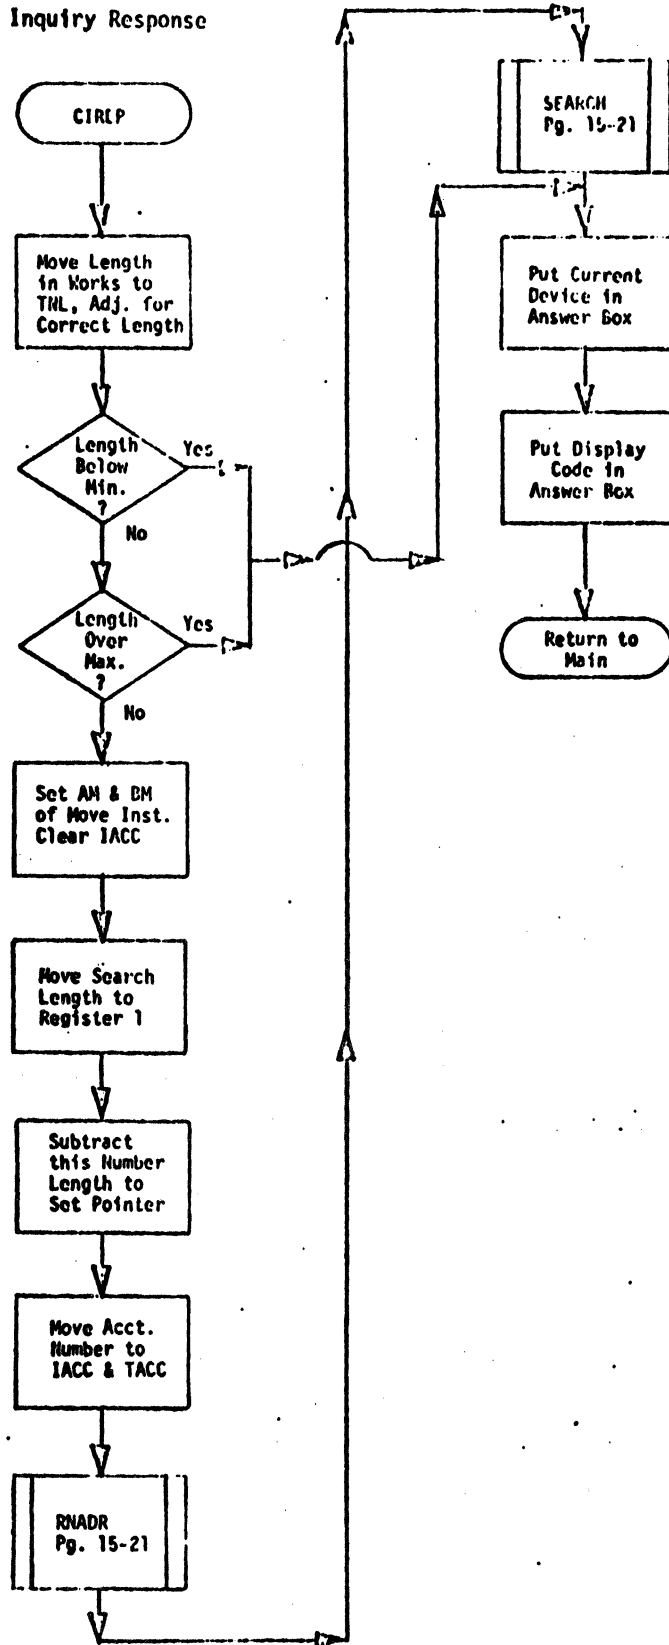 Inquiry Response
CIREP
Move Length
in Works to
TNL, Adj. for
Correct Length
Length
Below
Min.
?
Yes
No
Length
Over
Max.
?
Yes
No
Set AM & BM
of Move Inst.
Clear IACC
Move Search
Length to
Register 1
Subtract
this Number
Length to
Set Pointer
Move Acct.
Number to
IACC & TACC
RNADR
Pg. 15-21
SEARCH
Pg. 15-21
Put Current
Device in
Answer Box
Put Display
Code in
Answer Box
Return to
Main